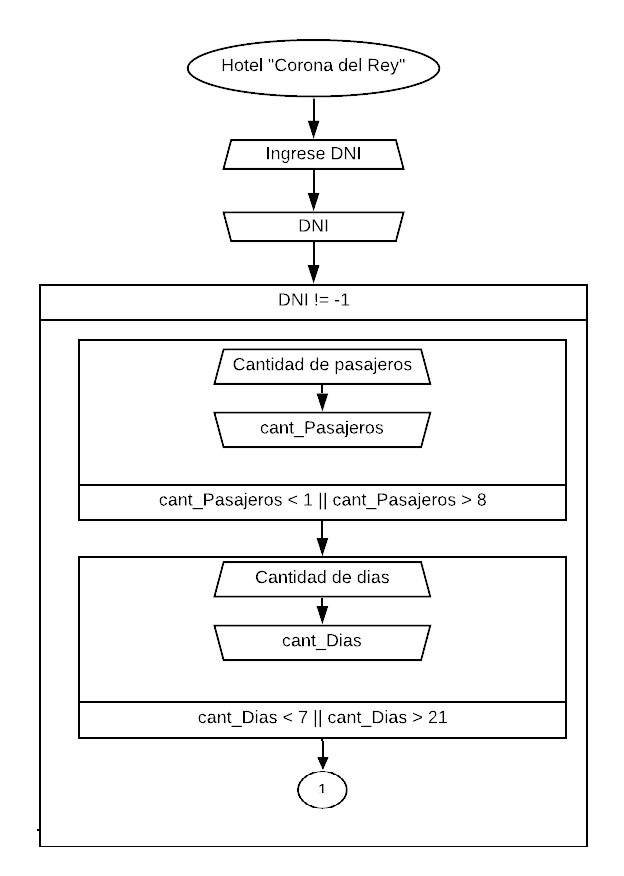 Hotel "Corona del Rey"
Ingrese DNI
DNI
DNI != -1
Cantidad de pasajeros
cant_Pasajeros
cant_Pasajeros < 1 || cant_Pasajeros > 8
Cantidad de dias
cant_Dias
cant_Dias < 7 || cant_Dias > 21
1